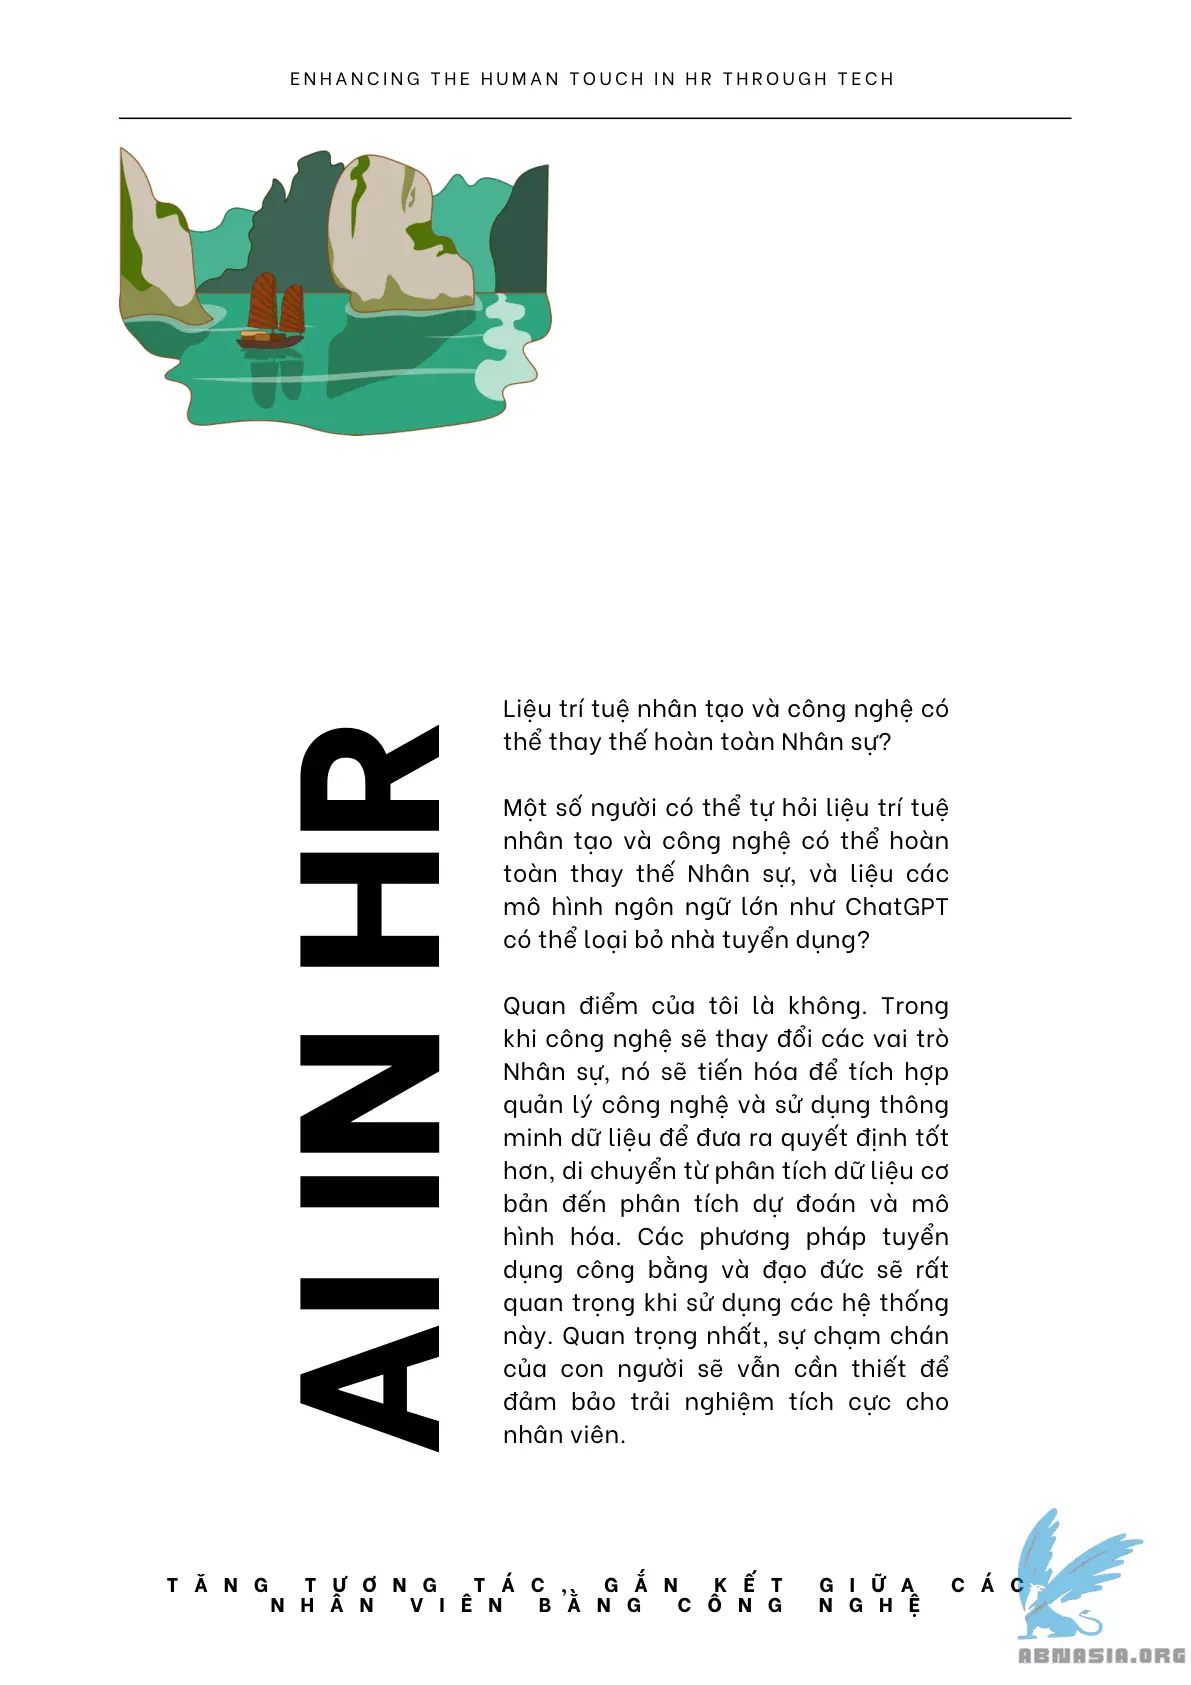 ENHANCING THE HUMAN TOUCH IN HR THROUGH TECH
AI IN HR
Liệu trí tuệ nhân tạo và công nghệ có
thể thay thế hoàn toàn Nhân sự?
Một số người có thể tự hỏi liệu trí tuệ
nhân tạo và công nghệ có thể hoàn
toàn thay thế Nhân sự, và liệu các
mô hình ngôn ngữ lớn như ChatGPT
có thể loại bỏ nhà tuyển dụng?
Quan điểm của tôi là không. Trong
khi công nghệ sẽ thay đổi các vai trò
Nhân sự, nó sẽ tiến hóa để tích hợp
quản lý công nghệ và sử dụng thông
minh dữ liệu để đưa ra quyết định tốt
hơn, di chuyển từ phân tích dữ liệu cơ
bản đến phân tích dự đoán và mô
hình hóa. Các phương pháp tuyển
dụng công bằng và đạo đức sẽ rất
quan trọng khi sử dụng các hệ thống
này. Quan trọng nhất, sự chạm chán
của con người sẽ vẫn cần thiết để
đảm bảo trải nghiệm tích cực cho
nhân viên.
TĂNG TƯƠNG TÁC, GẮN KẾT GIỮA CÁC
NHÂN VIÊN BẰNG CÔNG NGHỆ
ABNASIA.ORG